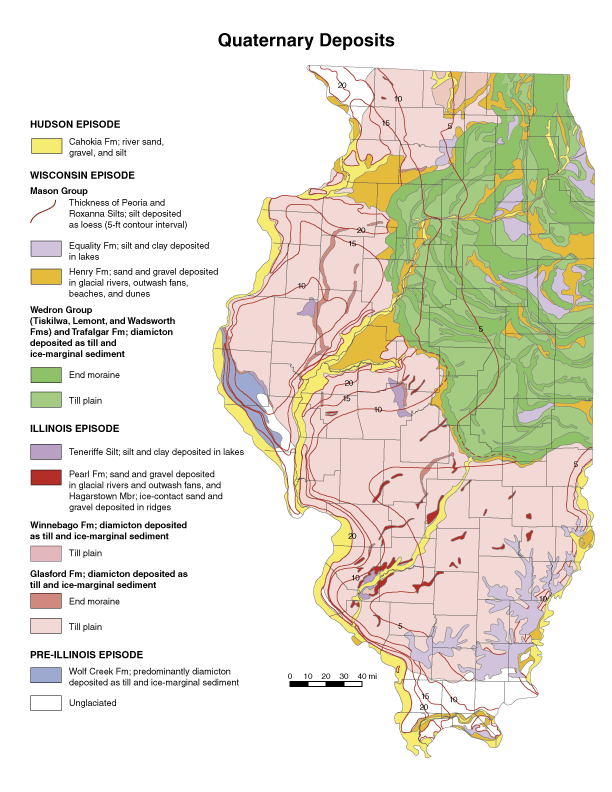 Quaternary Deposits
HUDSON EPISODE
Cahokia Fm; river sand,
gravel, and silt
WISCONSIN EPISODE
Mason Group
Thickness of Peoria and
Roxanna Silts; silt deposited
as loess (5-ft contour interval)
Equality Fm; silt and clay deposited
in lakes
Henry Fm; sand and gravel deposited
in glacial rivers, outwash fans,
beaches, and dunes
Wedron Group
(Tiskilwa, Lemont, and Wadsworth
Fms) and Trafalgar Fm; diamicton
deposited as till and
ice-marginal sediment
End moraine
Till plain
ILLINOIS EPISODE
Teneriffe Silt; silt and clay deposited in lakes
Pearl Fm; sand and gravel deposited
in glacial rivers and outwash fans, and
Hagarstown Mbr; ice-contact sand and
gravel deposited in ridges
Winnebago Fm; diamicton deposited
as till and ice-marginal sediment
Till plain
Glasford Fm; diamicton deposited as
till and ice-marginal sediment
End moraine
Till plain
PRE-ILLINOIS EPISODE
Wolf Creek Fm; predominantly diamicton
deposited as till and ice-marginal sediment
Unglaciated
0 10 20 30 40 mi
20
10
15
5
20
15
10
5
20
15
10
5
20
10
10
5
15
10
20